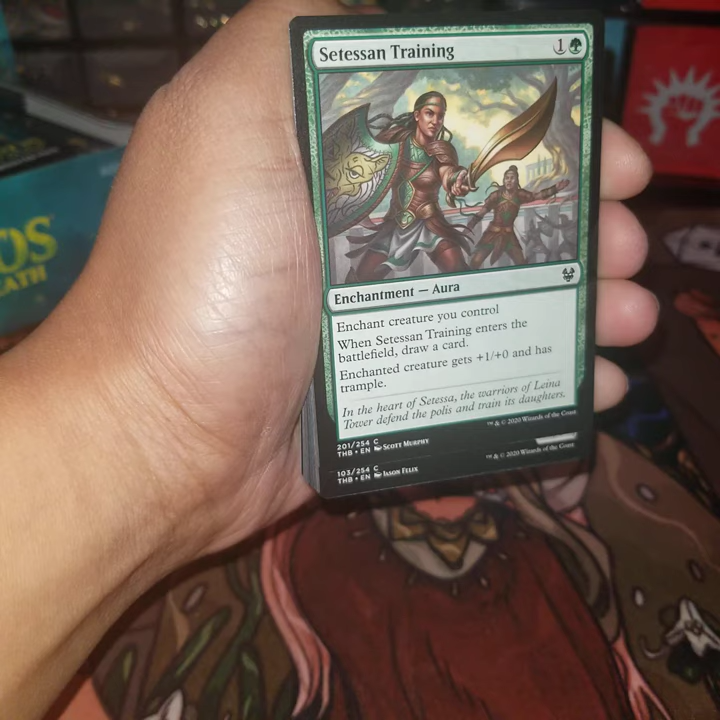 Setessan Training 1
Enchantment — Aura
Enchant creature you control
When Setessan Training enters the
battlefield, draw a card.
Enchanted creature gets +1/+0 and has
trample.
In the heart of Setessa, the warriors of Leina
Tower defend the polis and train its daughters.
201/254 C
THB • EN Scott Murphy
™ & © 2020 Wizards of the Coast
103/254 C
THB • EN Jason Felix
™ & © 2020 Wizards of the Coast
OS
EATH